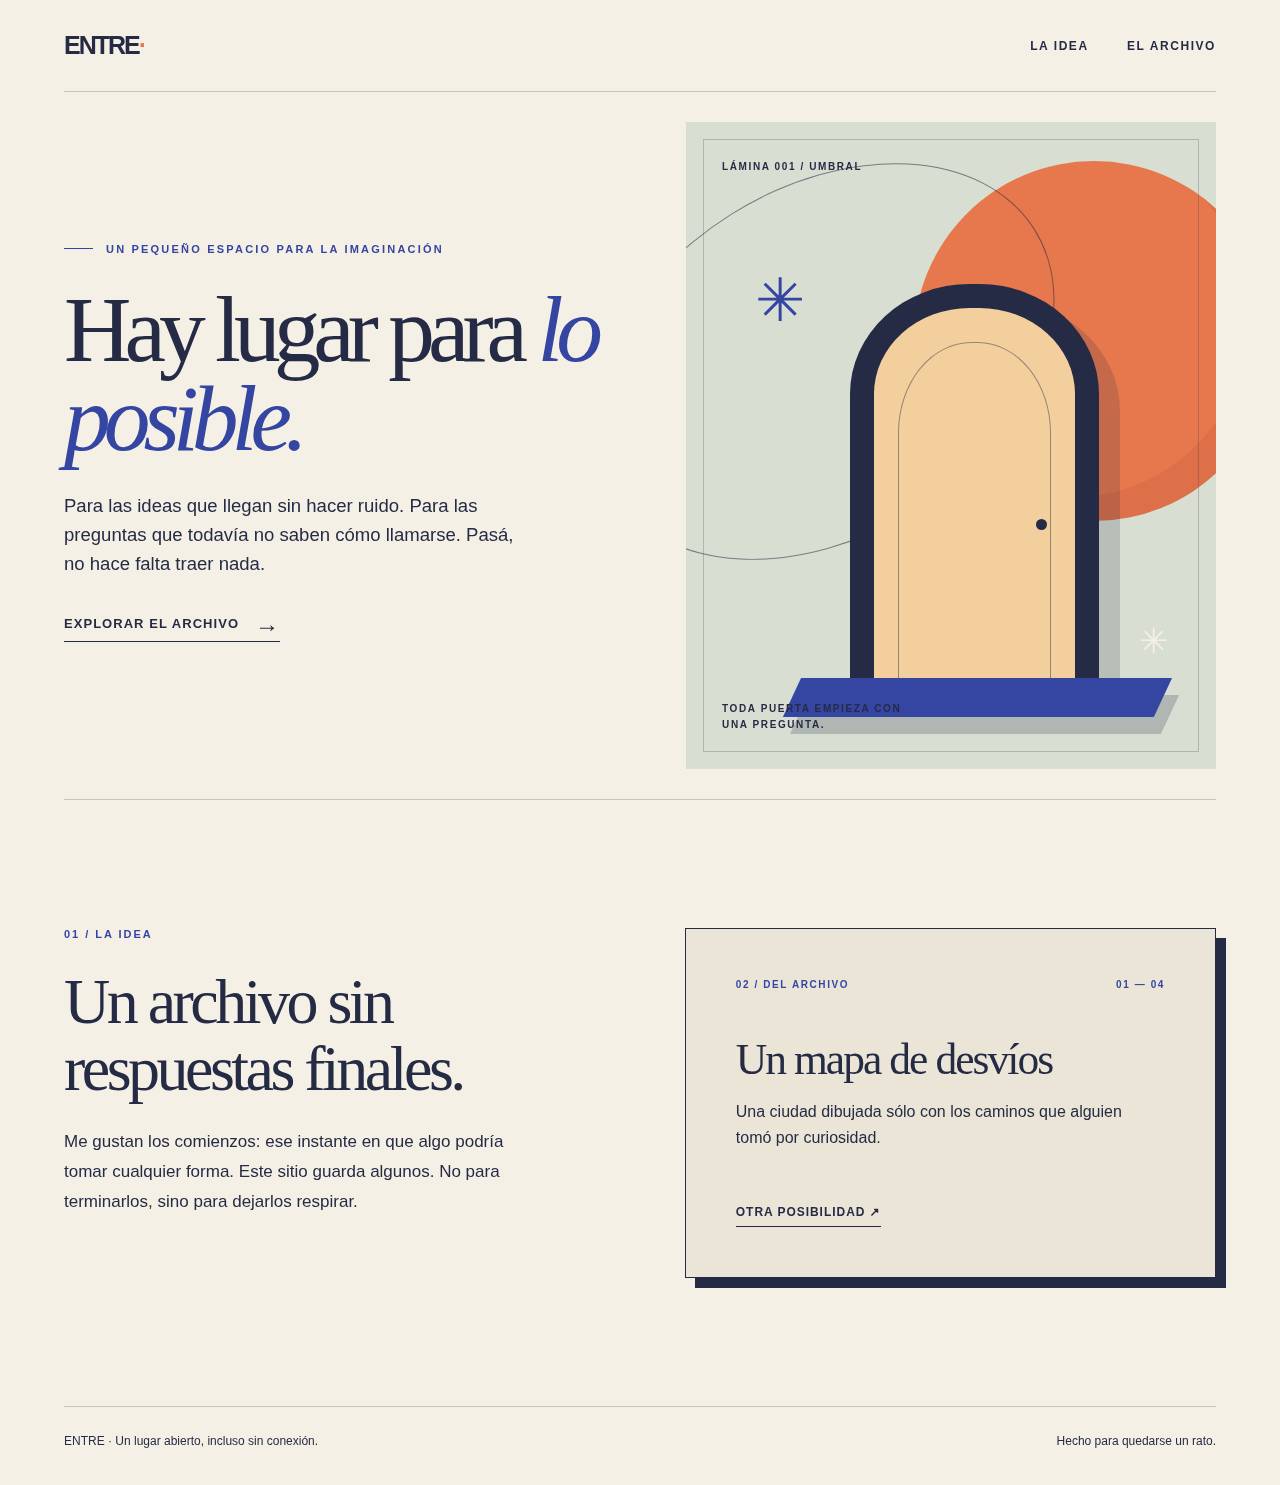 ENTRE·
LA IDEA
EL ARCHIVO
UN PEQUEÑO ESPACIO PARA LA IMAGINACIÓN
Hay lugar para lo
posible.
Para las ideas que llegan sin hacer ruido. Para las
preguntas que todavía no saben cómo llamarse. Pasá,
no hace falta traer nada.
EXPLORAR EL ARCHIVO →
LÁMINA 001 / UMBRAL
TODA PUERTA EMPIEZA CON
UNA PREGUNTA.
01 / LA IDEA
Un archivo sin
respuestas finales.
Me gustan los comienzos: ese instante en que algo podría
tomar cualquier forma. Este sitio guarda algunos. No para
terminarlos, sino para dejarlos respirar.
02 / DEL ARCHIVO
01 — 04
Un mapa de desvíos
Una ciudad dibujada sólo con los caminos que alguien
tomó por curiosidad.
OTRA POSIBILIDAD ↗
ENTRE · Un lugar abierto, incluso sin conexión.
Hecho para quedarse un rato.